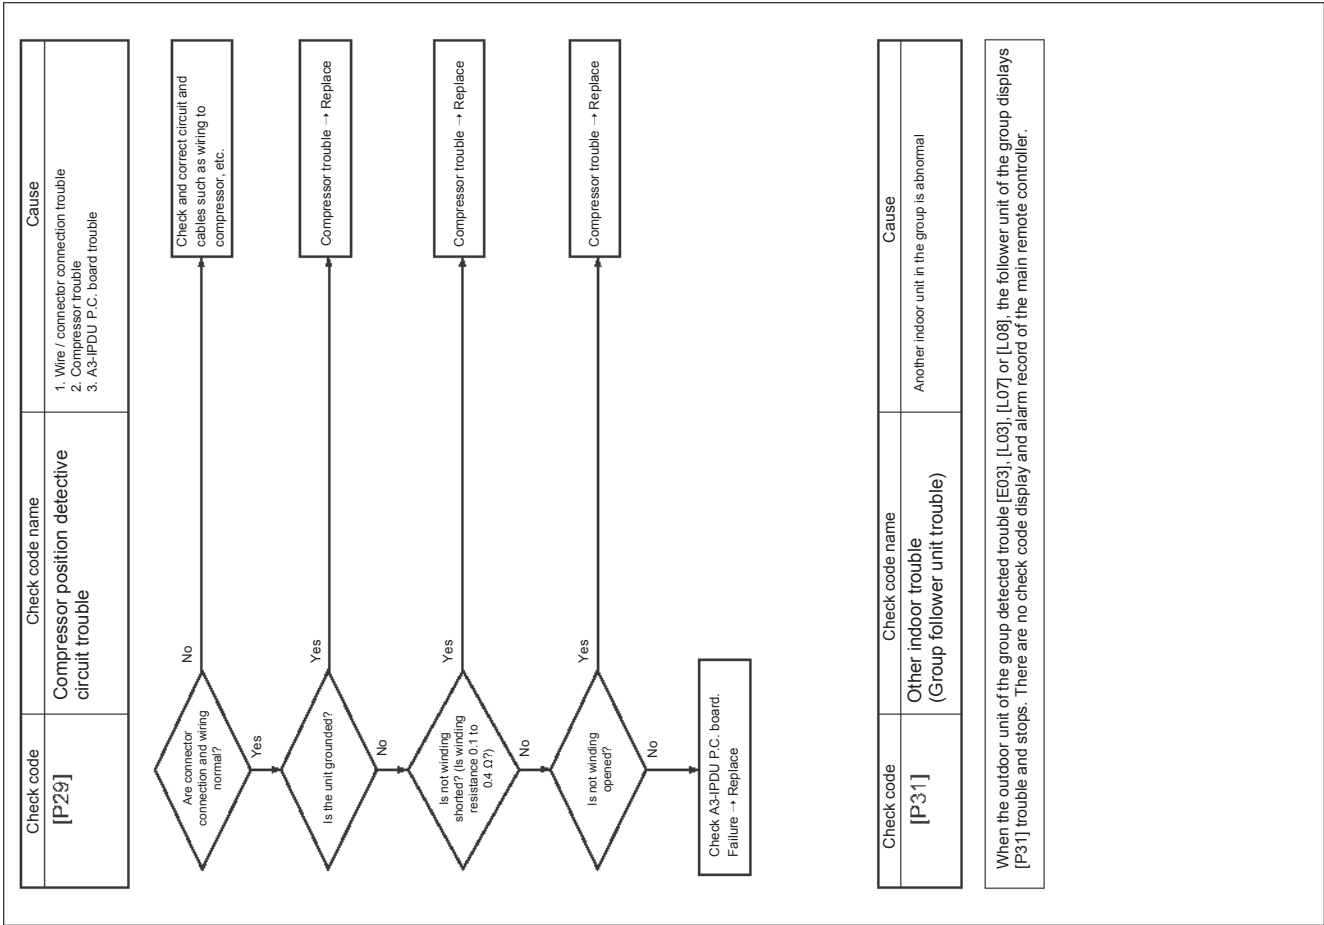 Check code
Check code name
Cause
[P29]
Compressor position detective
circuit trouble
1. Wire / connector connection trouble
2. Compressor trouble
3. A3-IPDU P.C. board trouble
Are connector
connection and wiring
normal?
No
Check and correct circuit and
cables such as wiring to
compressor, etc.
Yes
Is the unit grounded?
Yes
Compressor trouble → Replace
No
Is not winding
shorted? (Is winding
resistance 0.1 to
0.4 Ω?)
Yes
Compressor trouble → Replace
No
Is not winding
opened?
Yes
Compressor trouble → Replace
No
Check A3-IPDU P.C. board.
Failure → Replace
Check code
Check code name
Cause
[P31]
Other indoor trouble
(Group follower unit trouble)
Another indoor unit in the group is abnormal
When the outdoor unit of the group detected trouble [E03], [L03], [L07] or [L08], the follower unit of the group displays
[P31] trouble and stops. There are no check code display and alarm record of the main remote controller.